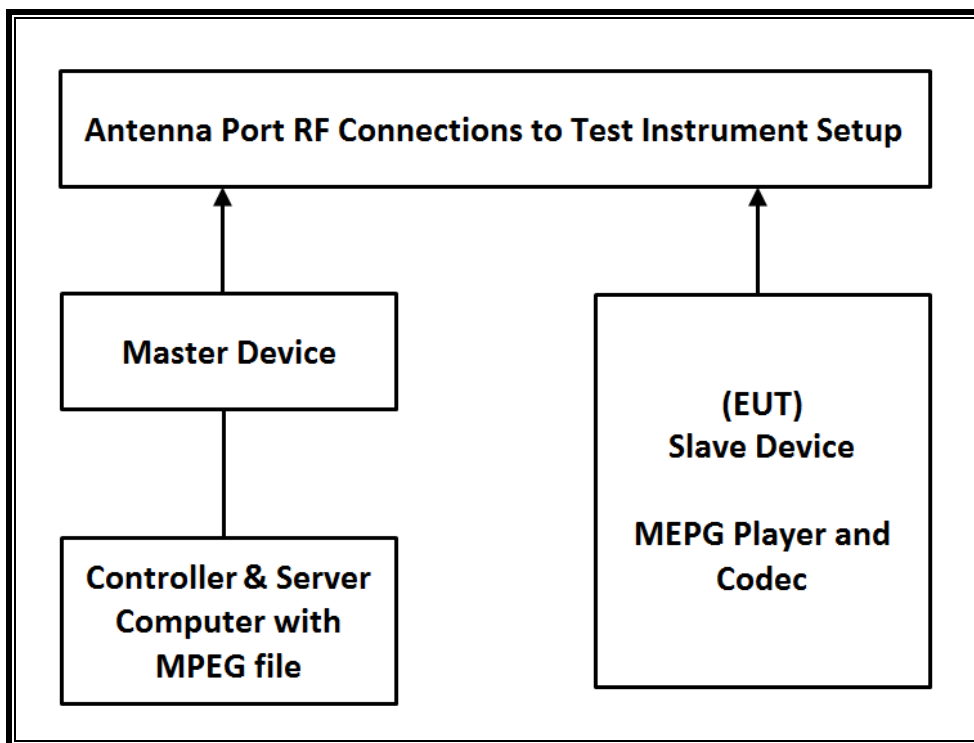 Antenna Port RF Connections to Test Instrument Setup
Master Device
(EUT)
Slave Device
MEPG Player and
Codec
Controller & Server
Computer with
MPEG file